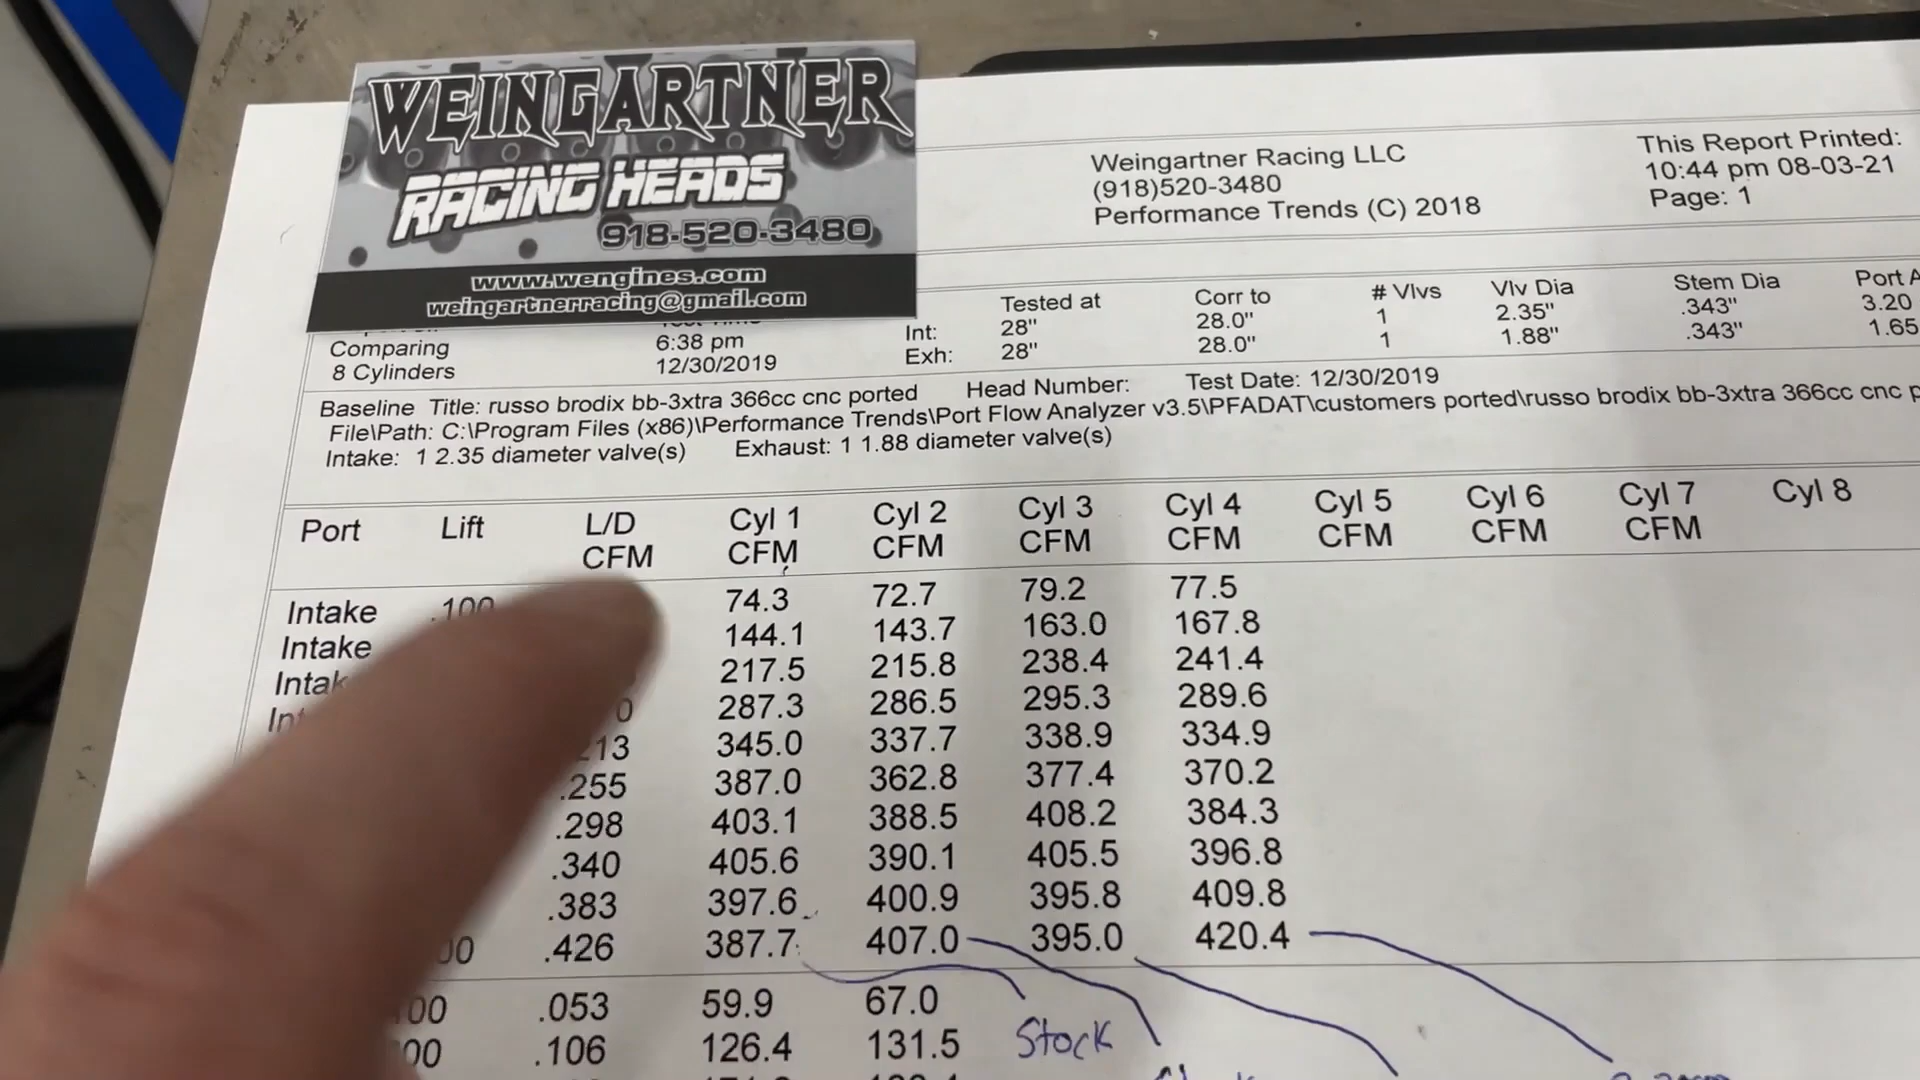 WEINGARTNER
RACING HEADS
918-520-3480
www.wengines.com
weingartnerracing@gmail.com
Weingartner Racing LLC
(918)520-3480
Performance Trends (C) 2018
This Report Printed:
10:44 pm 08-03-21
Page: 1
Tested at Corr to # Vlvs Vlv Dia Stem Dia Port A
Int: 28" 28.0" 1 2.35" .343" 3.20
Exh: 28" 28.0" 1 1.88" .343" 1.65
Comparing 6:38 pm
8 Cylinders 12/30/2019
Baseline Title: russo brodix bb-3xtra 366cc cnc ported Head Number: Test Date: 12/30/2019
File\Path: C:\Program Files (x86)\Performance Trends\Port Flow Analyzer v3.5\PFADAT\customers ported\russo brodix bb-3xtra 366cc cnc p
Intake: 1 2.35 diameter valve(s) Exhaust: 1 1.88 diameter valve(s)
Port Lift L/D Cyl 1 Cyl 2 Cyl 3 Cyl 4 Cyl 5 Cyl 6 Cyl 7 Cyl 8
CFM CFM CFM CFM CFM CFM CFM CFM
Intake .100 74.3 72.7 79.2 77.5
Intake 144.1 143.7 163.0 167.8
Intak 217.5 215.8 238.4 241.4
Int 0 287.3 286.5 295.3 289.6
213 345.0 337.7 338.9 334.9
.255 387.0 362.8 377.4 370.2
.298 403.1 388.5 408.2 384.3
.340 405.6 390.1 405.5 396.8
.383 397.6 400.9 395.8 409.8
00 .426 387.7 407.0 395.0 420.4
100 .053 59.9 67.0
00 .106 126.4 131.5
Stock